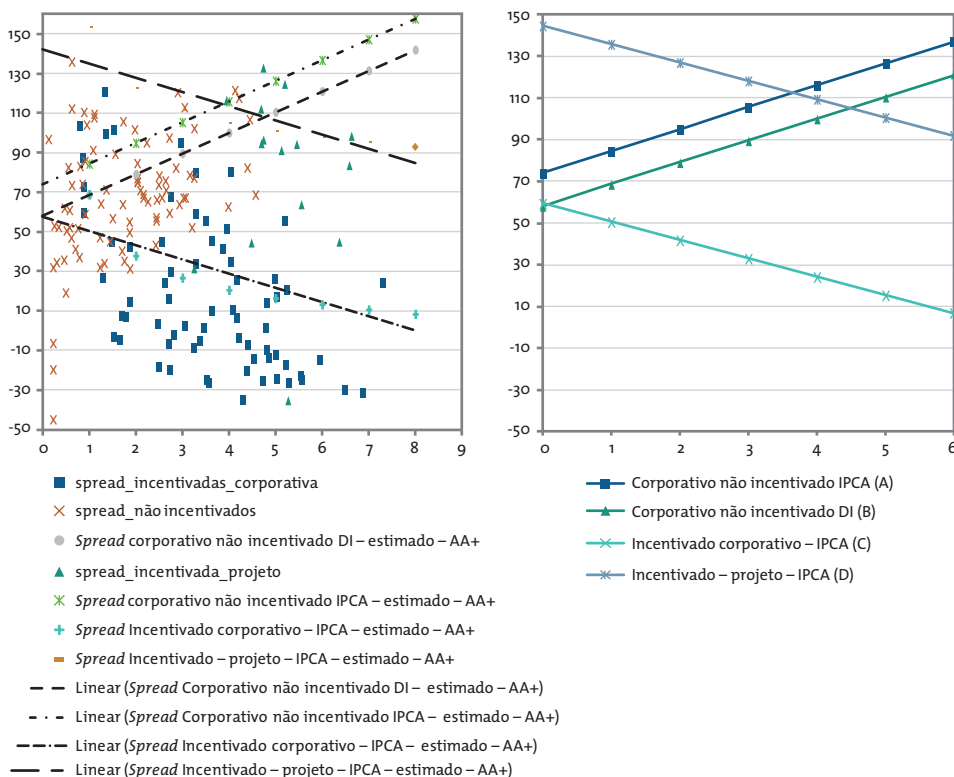 150
130
110
90
70
50
30
10
-10
-30
-50
0 1 2 3 4 5 6 7 8 9
spread_incentivadas_corporativa
spread_não incentivados
Spread corporativo não incentivado DI – estimado – AA+
spread_incentivada_projeto
Spread corporativo não incentivado IPCA – estimado – AA+
Spread Incentivado corporativo – IPCA – estimado – AA+
Spread Incentivado – projeto – IPCA – estimado – AA+
Linear (Spread Corporativo não incentivado DI – estimado – AA+)
Linear (Spread Corporativo não incentivado IPCA – estimado – AA+)
Linear (Spread Incentivado corporativo – IPCA – estimado – AA+)
Linear (Spread Incentivado – projeto – IPCA – estimado – AA+)
150
130
110
90
70
50
30
10
-10
-30
-50
0 1 2 3 4 5 6
Corporativo não incentivado IPCA (A)
Corporativo não incentivado DI (B)
Incentivado corporativo – IPCA (C)
Incentivado – projeto – IPCA (D)